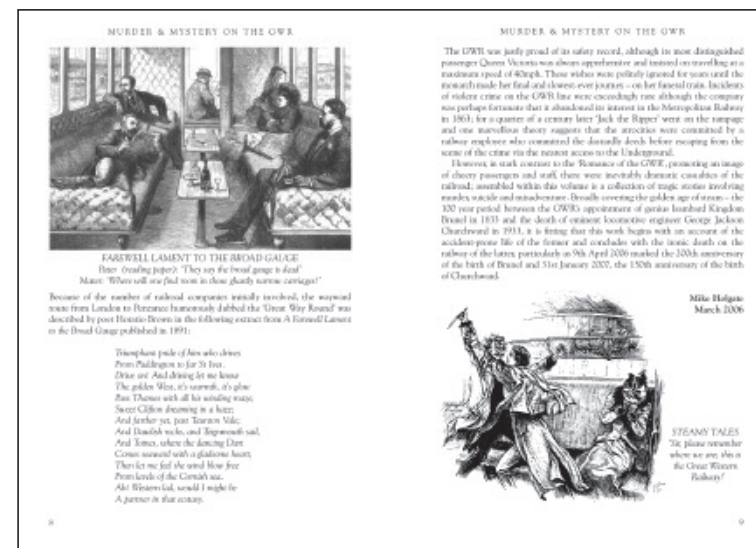 MURDER & MYSTERY ON THE GWR
FAREWELL LAMENT TO THE BROAD GAUGE
Pater (reading paper): 'They say the broad gauge is dead'
Mater: 'Where will one find room in those ghastly narrow carriages!'
Because of the number of railroad companies initially involved, the wayward
route from London to Penzance humorously dubbed the 'Great Way Round' was
described by poet Horatio Brown in the following extract from A Farewell Lament
to the Broad Gauge published in 1891:
Triumphant pride of him who drives
From Paddington to far St Ives.
Drive on! And driving let me know
The golden West, it's warmth, it's glow
Pass Thames with all his winding maze;
Sweet Clifton dreaming in a haze;
And farther yet, past Taunton Vale;
And Dawlish rocks, and Teignmouth sail,
And Totnes, where the dancing Dart
Comes seaward with a gladsome heart;
Then let me feel the wind blow free
From levels of the Cornish sea.
Ah! Western lad, would I might be
A partner in that ecstasy.
8
MURDER & MYSTERY ON THE GWR
The GWR was justly proud of its safety record, although its most distinguished
passenger Queen Victoria was always apprehensive and insisted on travelling at a
maximum speed of 40mph. These wishes were politely ignored for years until the
monarch made her final and slowest-ever journey – on her funeral train. Incidents
of violent crime on the GWR line were exceedingly rare although the company
was perhaps fortunate that it abandoned its interest in the Metropolitan Railway
in 1863; for a quarter of a century later 'Jack the Ripper' went on the rampage
and one marvellous theory suggests that the atrocities were committed by a
railway employee who committed the dastardly deeds before escaping from the
scene of the crime via the nearest access to the Underground.
However, in stark contrast to the 'Romance of the GWR', promoting an image
of cheery passengers and staff, there were inevitably dramatic casualties of the
railroad; assembled within this volume is a collection of tragic stories involving
murder, suicide and misadventure. Broadly covering the golden age of steam – the
100 year period between the GWR's appointment of genius Isambard Kingdom
Brunel in 1833 and the death of eminent locomotive engineer George Jackson
Churchward in 1933, it is fitting that this work begins with an account of the
accident-prone life of the former and concludes with the ironic death on the
railway of the latter, particularly as 9th April 2006 marked the 200th anniversary
of the birth of Brunel and 31st January 2007, the 150th anniversary of the birth
of Churchward.
Mike Holgate
March 2006
STEAMY TALES
'Sir, please remember
where we are; this is
the Great Western
Railway!'
9